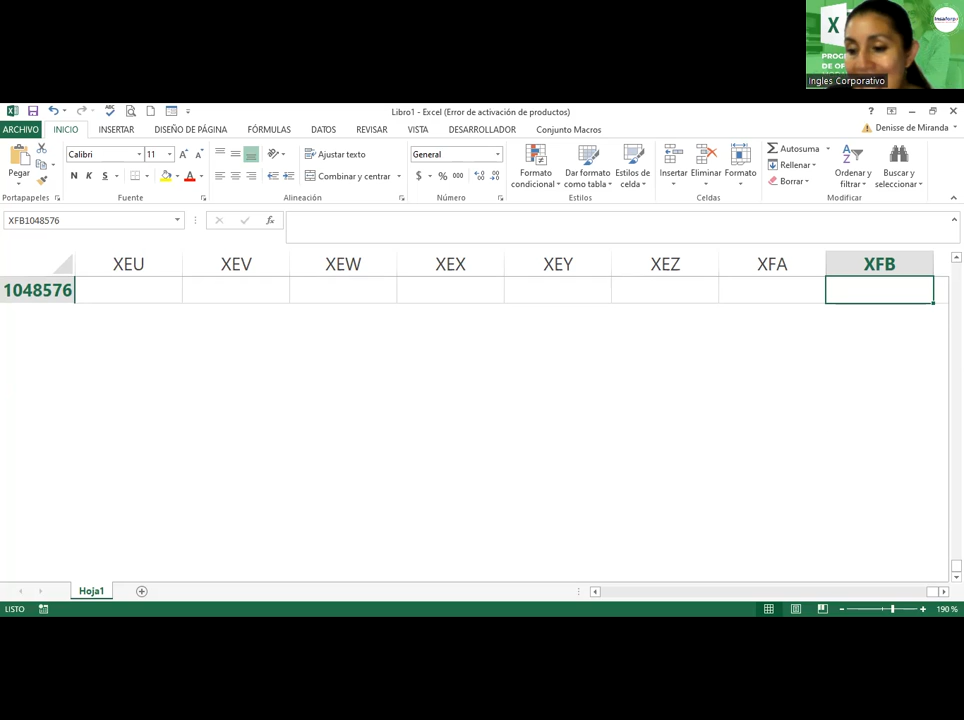 X
PROG
DE OF
Ingles Corporativo
Libro1 - Excel (Error de activación de productos)
ARCHIVO INICIO INSERTAR DISEÑO DE PÁGINA FÓRMULAS DATOS REVISAR VISTA DESARROLLADOR Conjunto Macros
Denisse de Miranda
Pegar
Calibri 11
N K S
Ajustar texto
Combinar y centrar
General
$ % 000
Formato condicional
Dar formato como tabla
Estilos de celda
Insertar
Eliminar
Formato
Autosuma
Rellenar
Borrar
Ordenar y filtrar
Buscar y seleccionar
Portapapeles Fuente Alineación Número Estilos Celdas Modificar
XFB1048576 fx
XEU XEV XEW XEX XEY XEZ XFA XFB
1048576
Hoja1
LISTO 190 %